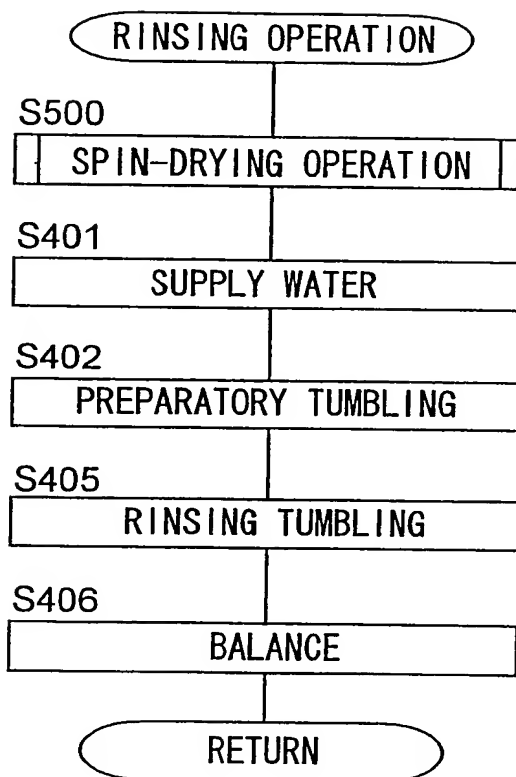 RINSING OPERATION
S500
SPIN-DRYING OPERATION
S401
SUPPLY WATER
S402
PREPARATORY TUMBLING
S405
RINSING TUMBLING
S406
BALANCE
RETURN